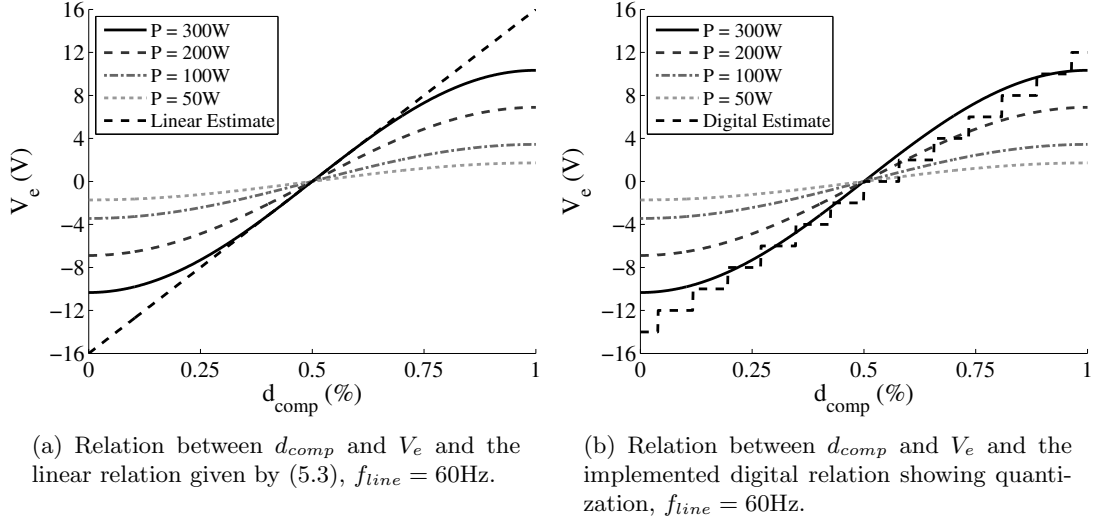 16
12
8
4
0
−4
−8
−12
−16
V_e (V)
P = 300W
P = 200W
P = 100W
P = 50W
Linear Estimate
0
0.25
0.5
0.75
1
d_comp (%)
(a) Relation between d_comp and V_e and the
linear relation given by (5.3), f_line = 60Hz.
16
12
8
4
0
−4
−8
−12
−16
V_e (V)
P = 300W
P = 200W
P = 100W
P = 50W
Digital Estimate
0
0.25
0.5
0.75
1
d_comp (%)
(b) Relation between d_comp and V_e and the
implemented digital relation showing quanti-
zation, f_line = 60Hz.